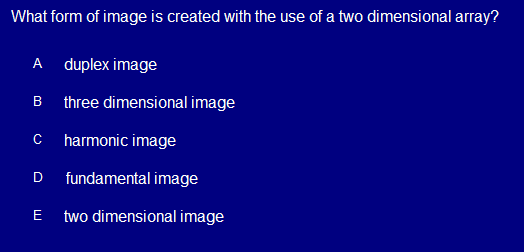 What form of image is created with the use of a two dimensional array?
A duplex image
B three dimensional image
C harmonic image
D fundamental image
E two dimensional image